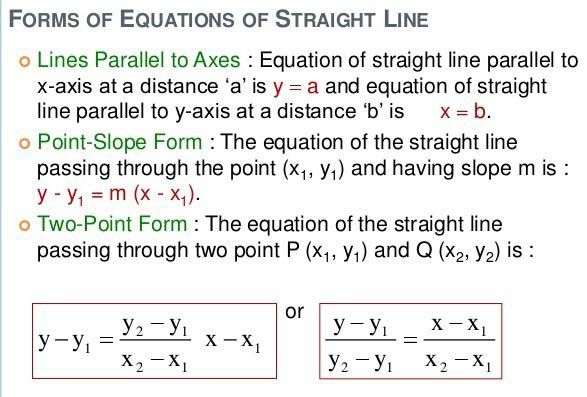 FORMS OF EQUATIONS OF STRAIGHT LINE
Lines Parallel to Axes : Equation of straight line parallel to
x-axis at a distance ‘a’ is y = a and equation of straight
line parallel to y-axis at a distance ‘b’ is x = b.
Point-Slope Form : The equation of the straight line
passing through the point (x₁, y₁) and having slope m is :
y - y₁ = m (x - x₁).
Two-Point Form : The equation of the straight line
passing through two point P (x₁, y₁) and Q (x₂, y₂) is :
y − y₁ = (y₂ − y₁)/(x₂ − x₁) x − x₁ or (y − y₁)/(y₂ − y₁) = (x − x₁)/(x₂ − x₁)